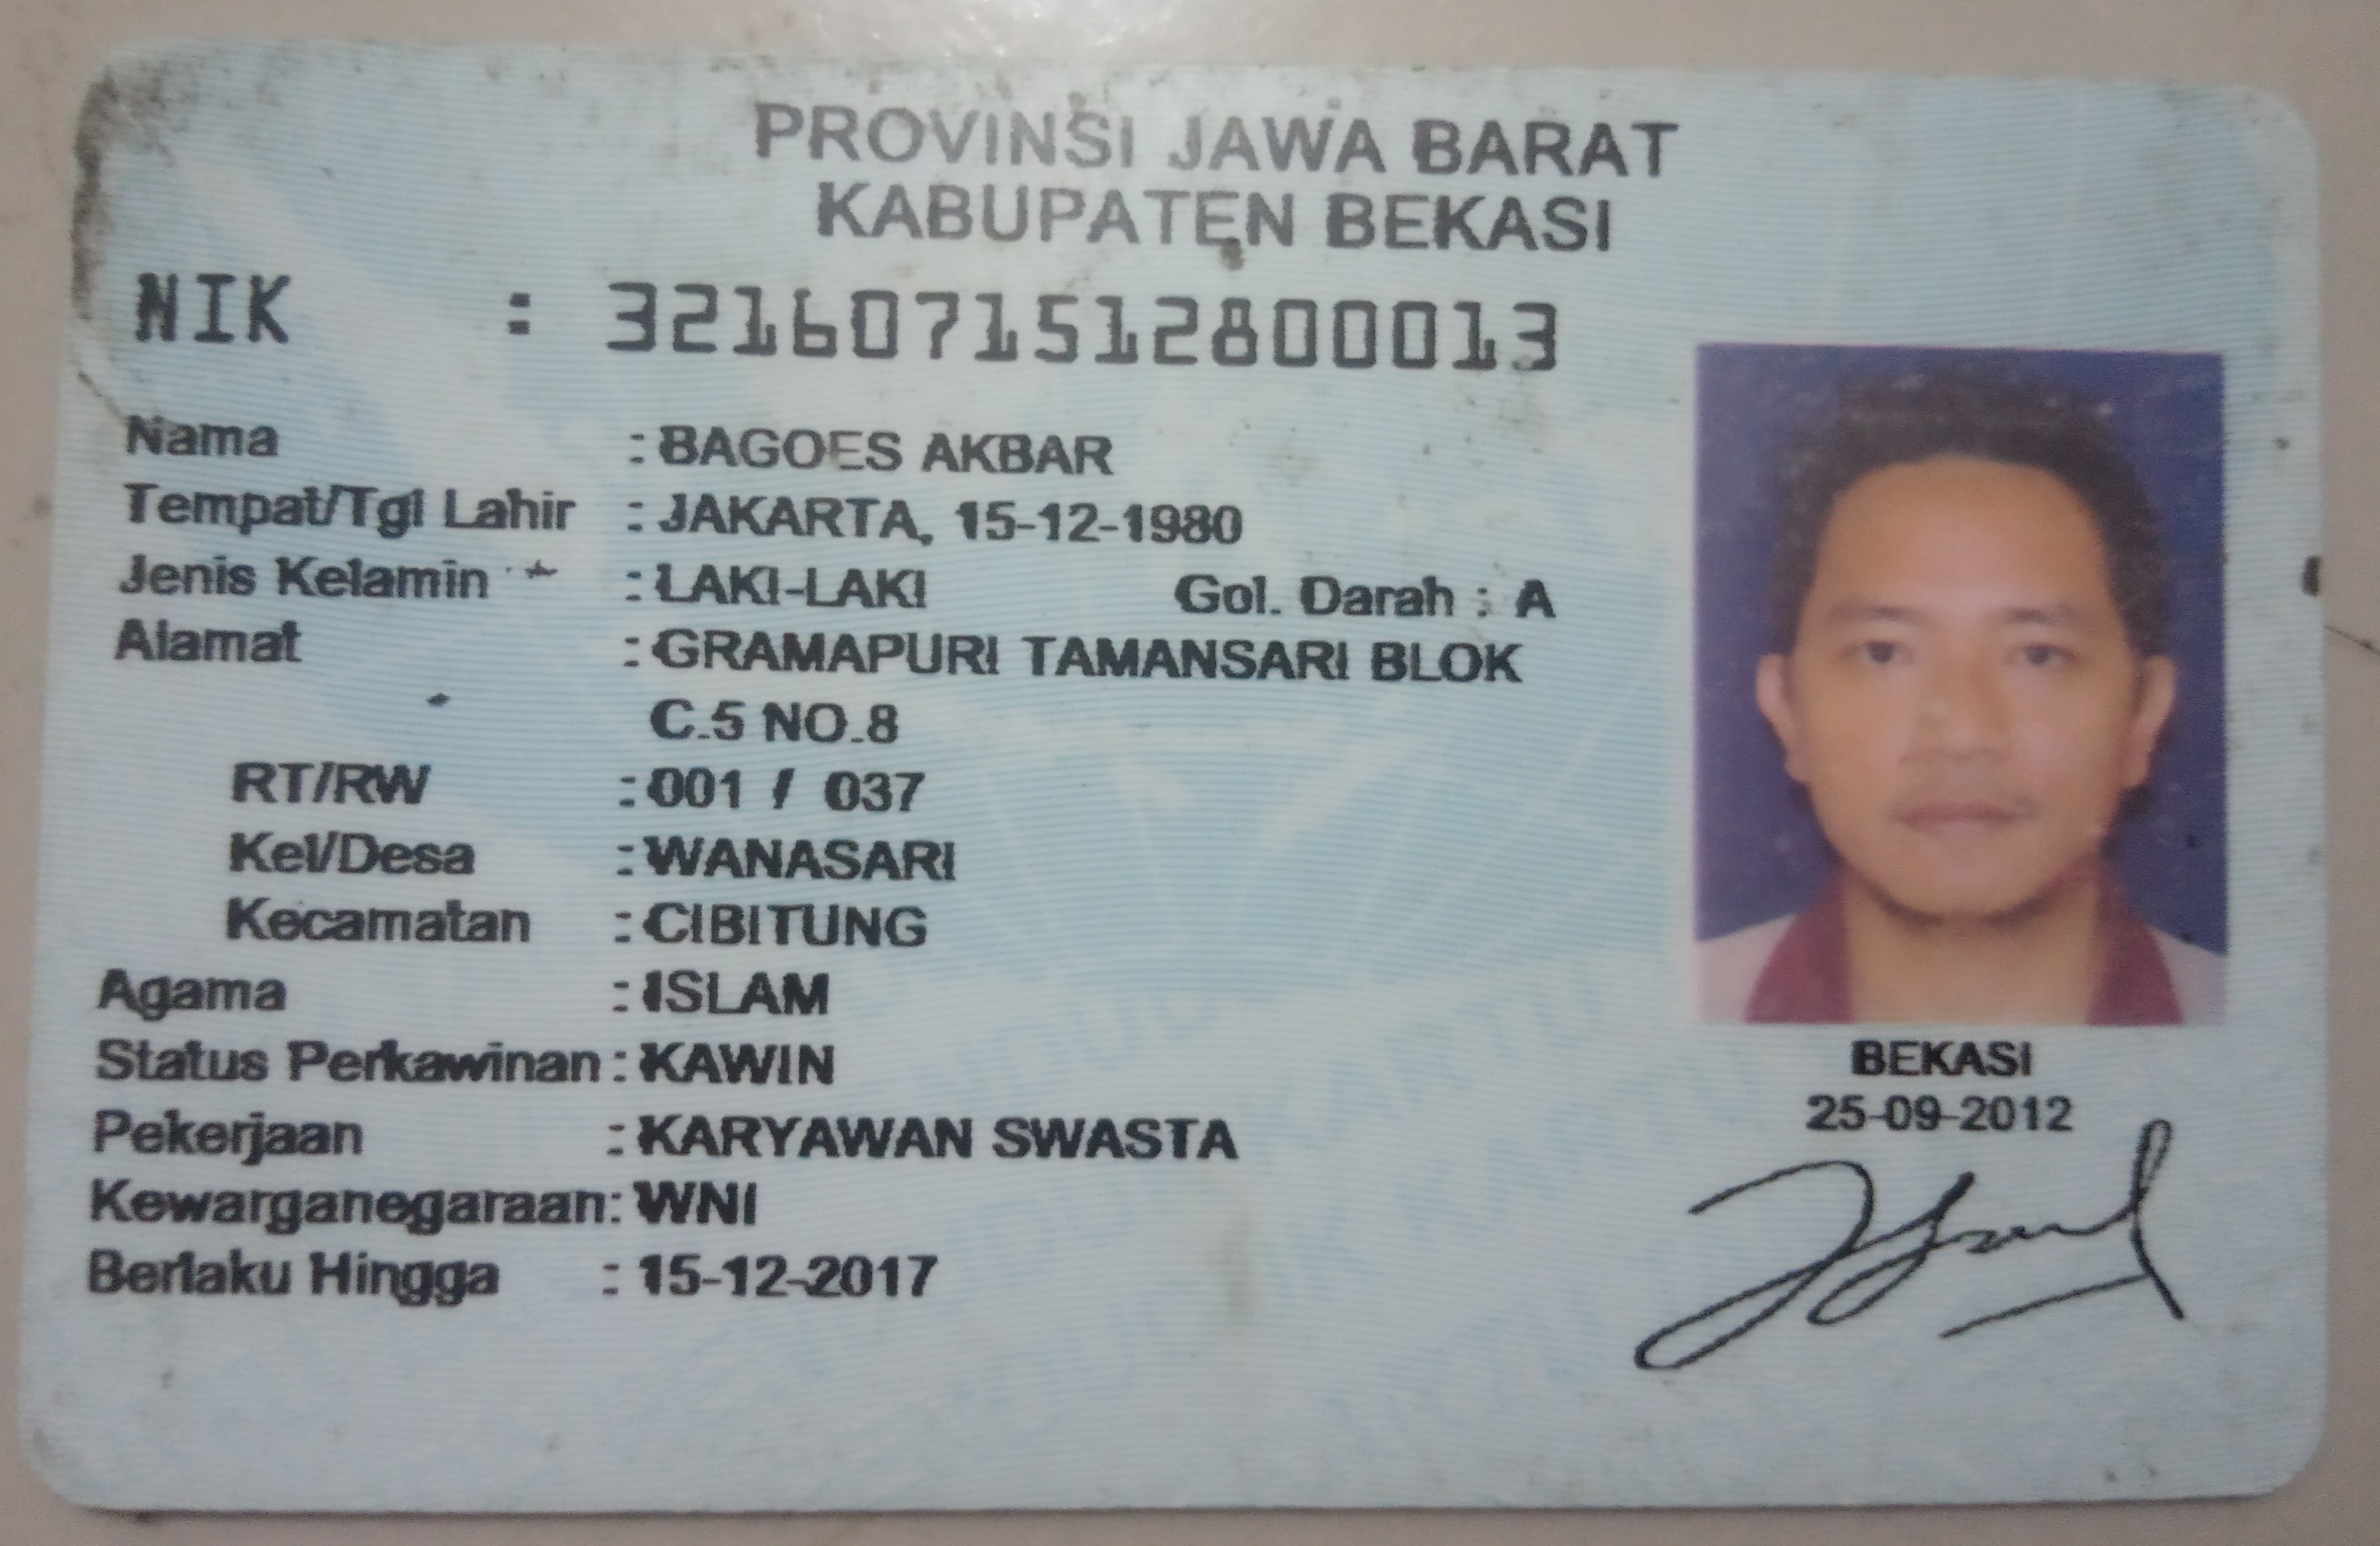 PROVINSI JAWA BARAT
KABUPATEN BEKASI
NIK : 3216071512800013
Nama : BAGOES AKBAR
Tempat/Tgl Lahir : JAKARTA, 15-12-1980
Jenis Kelamin : LAKI-LAKI Gol. Darah : A
Alamat : GRAMAPURI TAMANSARI BLOK
C.5 NO.8
RT/RW : 001 / 037
Kel/Desa : WANASARI
Kecamatan : CIBITUNG
Agama : ISLAM
Status Perkawinan : KAWIN
Pekerjaan : KARYAWAN SWASTA
Kewarganegaraan : WNI
Berlaku Hingga : 15-12-2017
BEKASI
25-09-2012